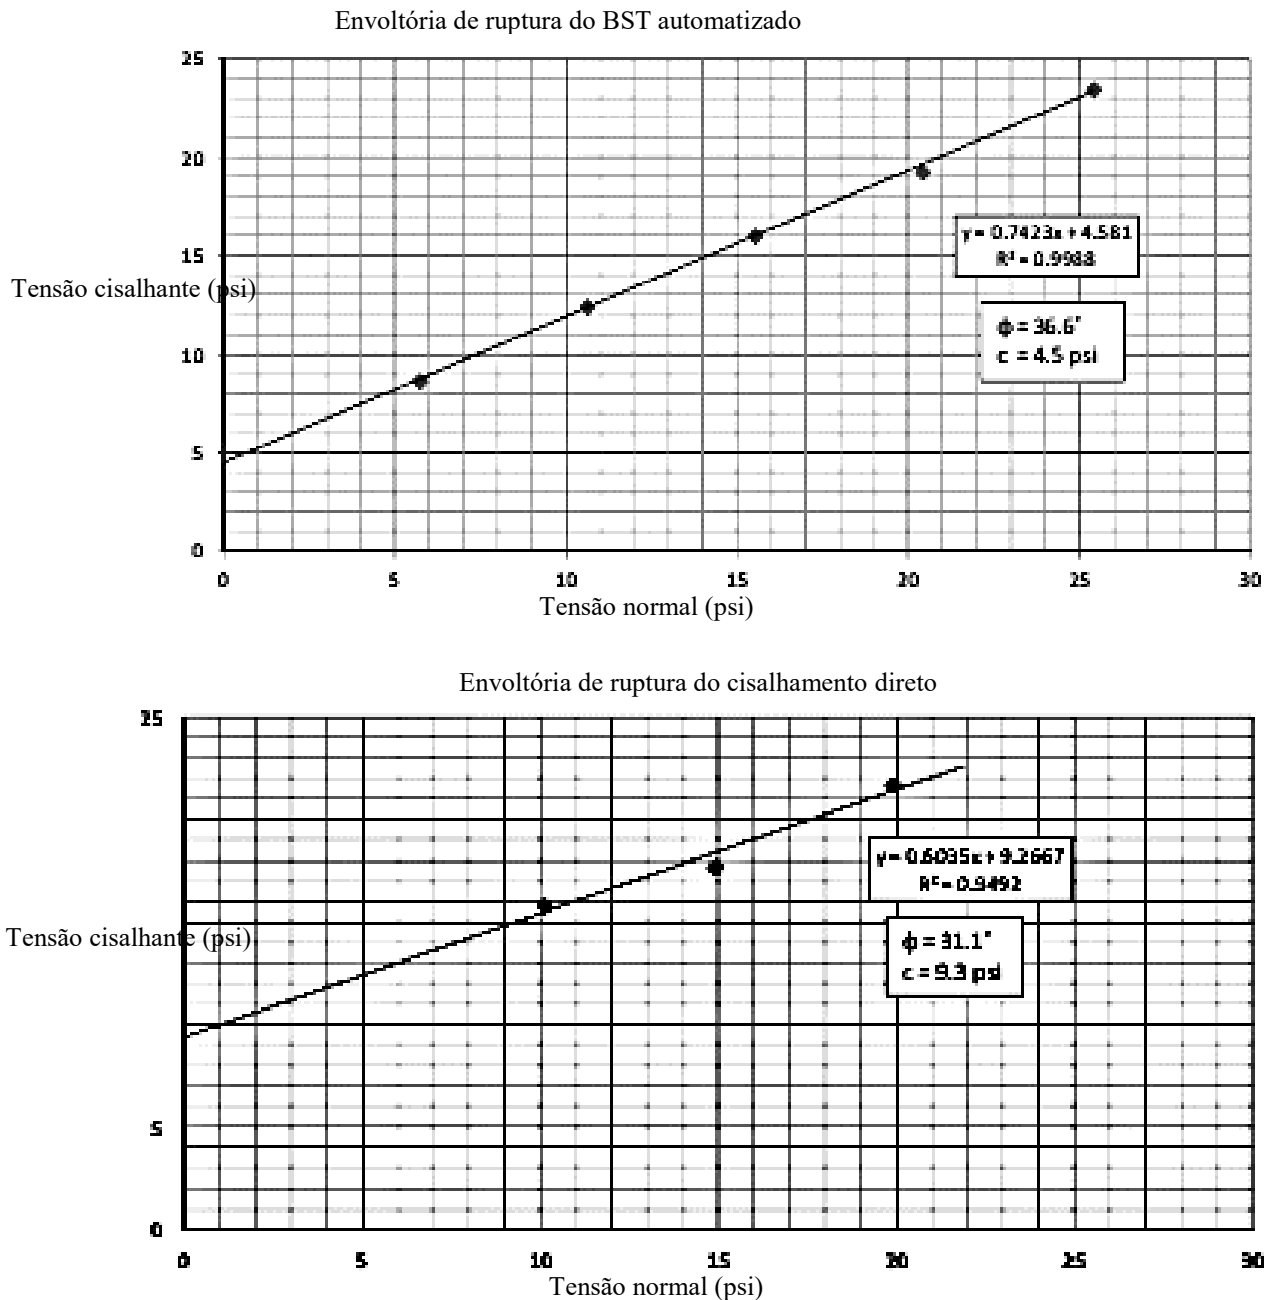 Envoltória de ruptura do BST automatizado
25
20
15
10
5
0
Tensão cisalhante (psi)
y = 0.7423x + 4.581
R² = 0.9988
ϕ = 36.6°
c = 4.5 psi
0 5 10 15 20 25 30
Tensão normal (psi)
Envoltória de ruptura do cisalhamento direto
25
Tensão cisalhante (psi)
5
0
y = 0.6035x + 9.2667
R² = 0.9492
ϕ = 31.1°
c = 9.3 psi
0 5 10 15 20 25 30
Tensão normal (psi)